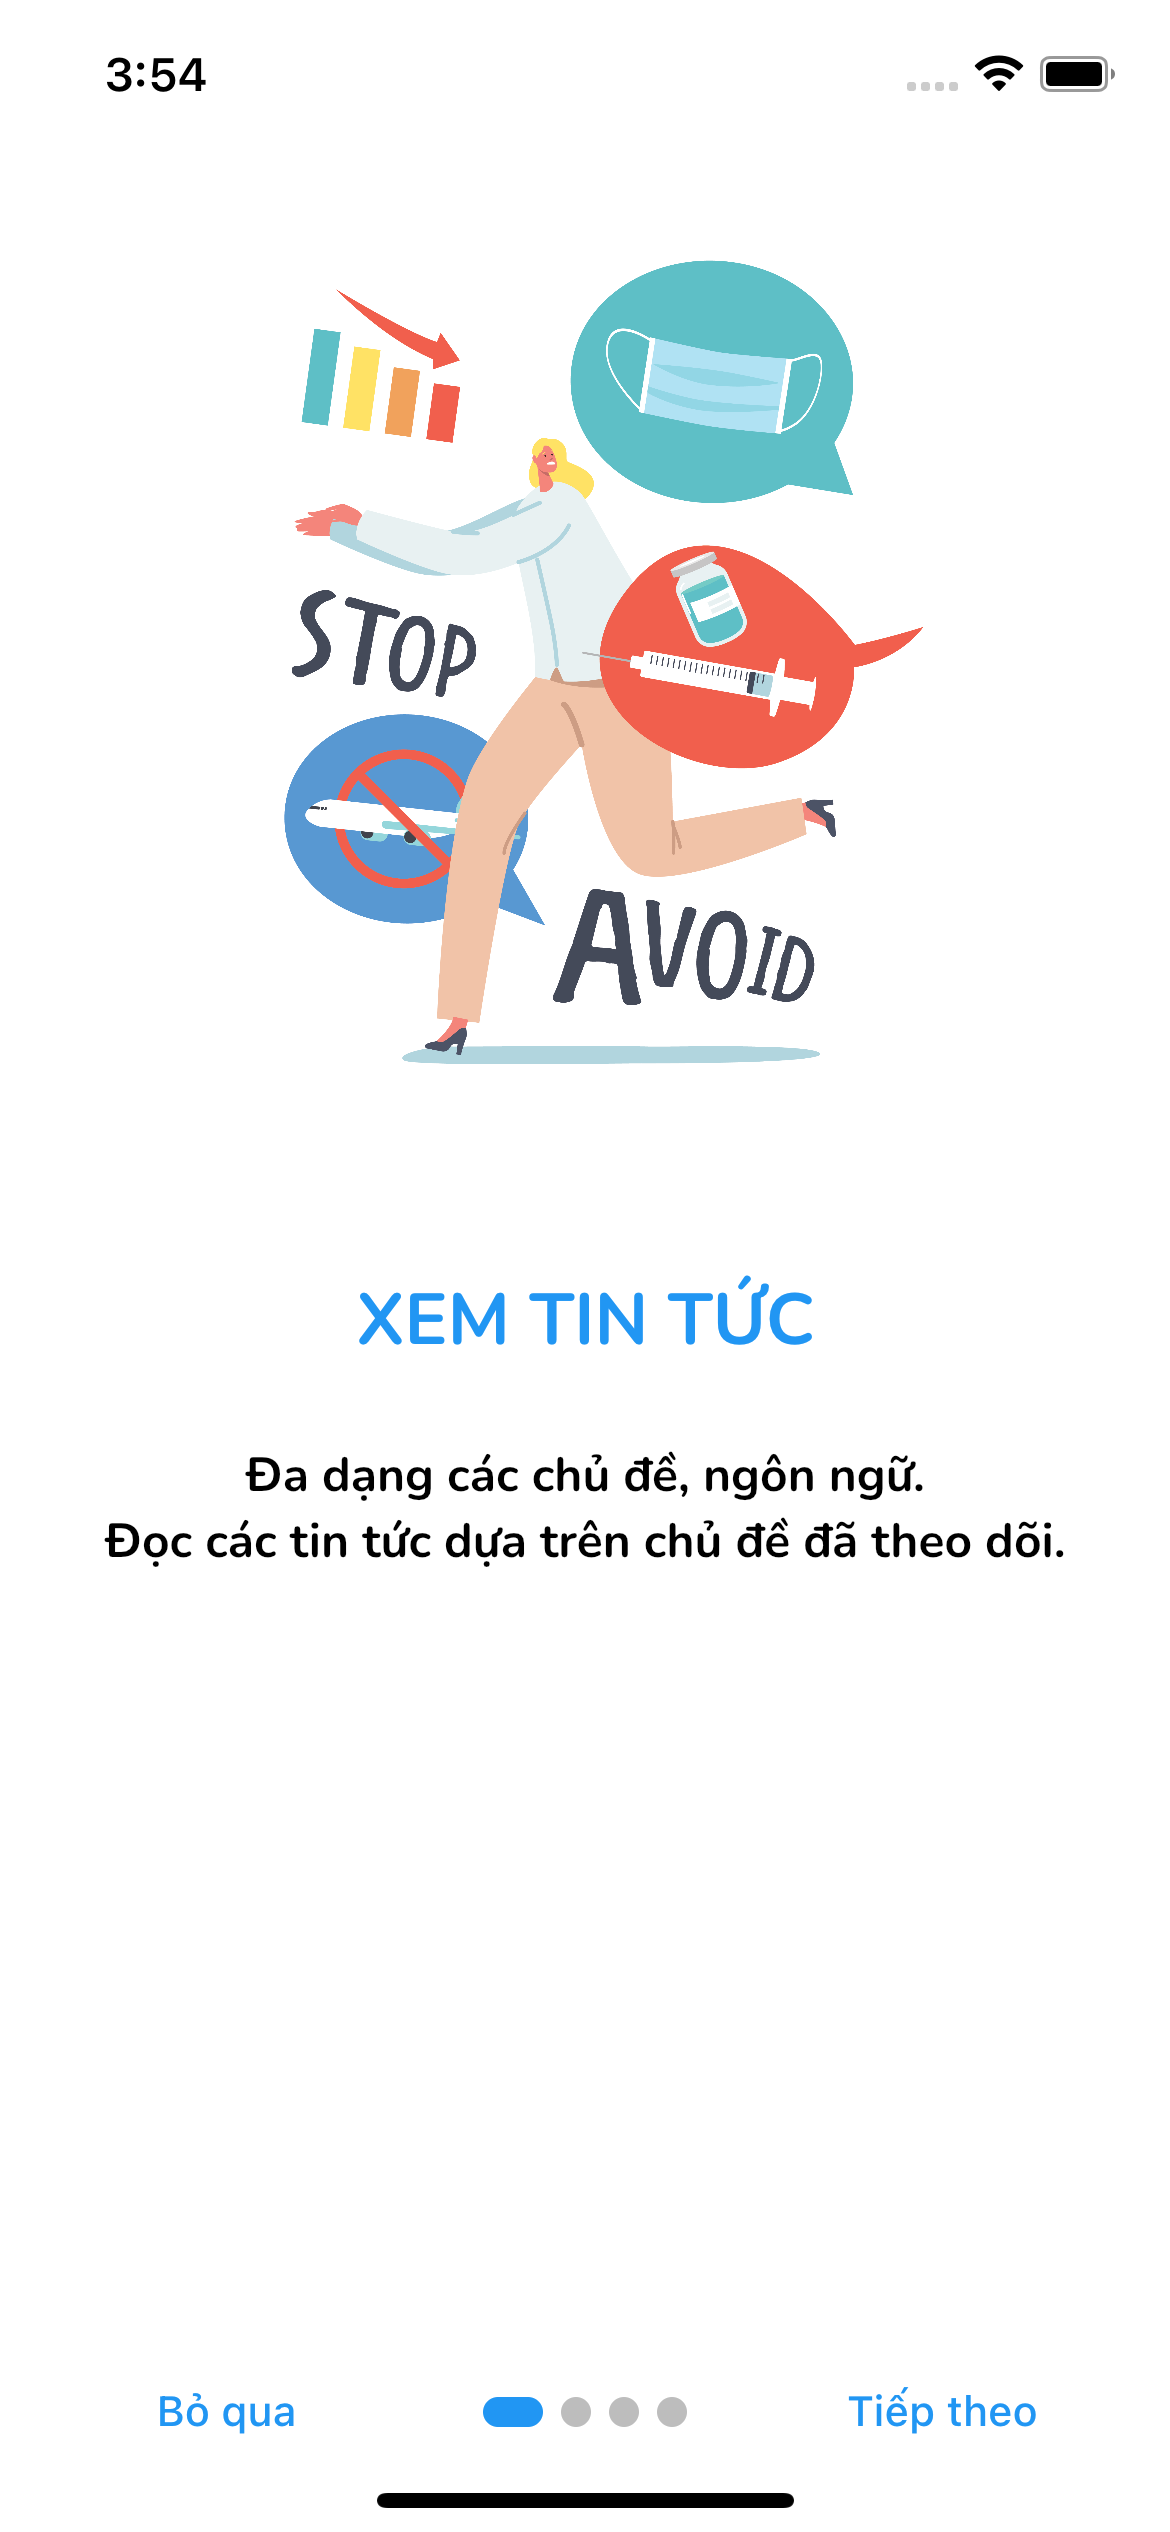 3:54
STOP
AVOID
XEM TIN TỨC
Đa dạng các chủ đề, ngôn ngữ.
Đọc các tin tức dựa trên chủ đề đã theo dõi.
Bỏ qua
Tiếp theo